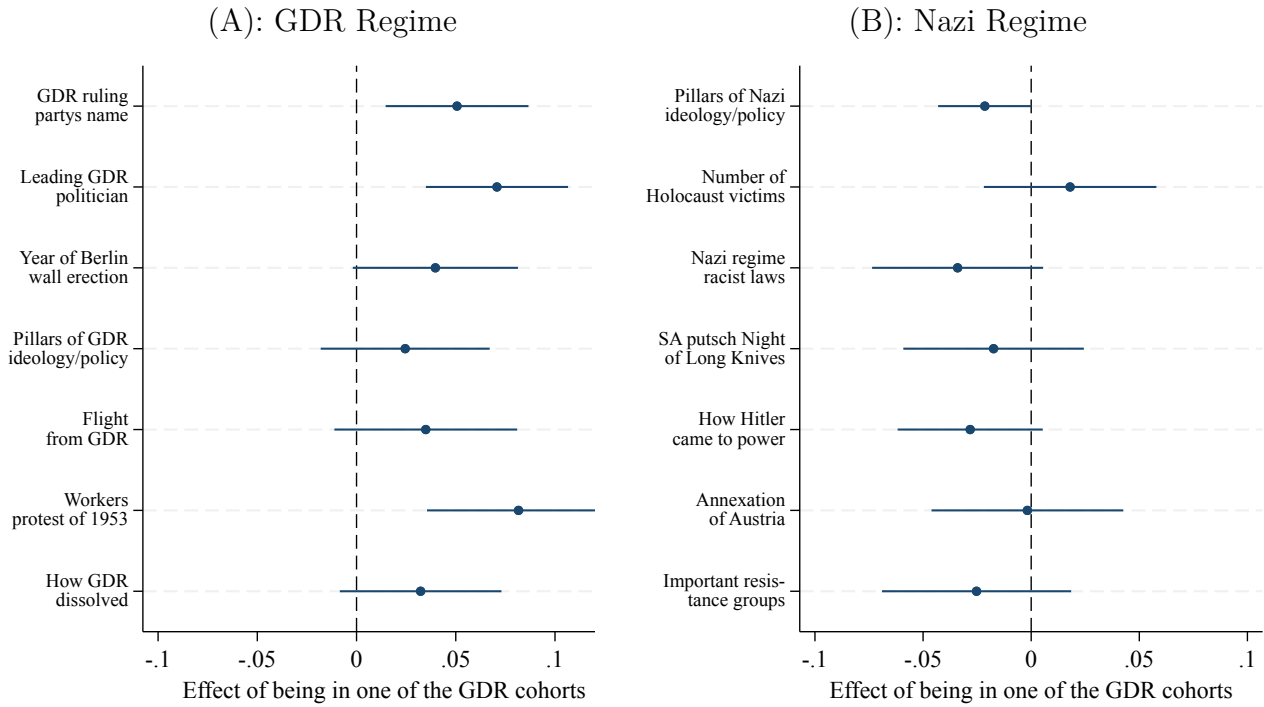 (A): GDR Regime
GDR ruling
partys name
Leading GDR
politician
Year of Berlin
wall erection
Pillars of GDR
ideology/policy
Flight
from GDR
Workers
protest of 1953
How GDR
dissolved
-.1 -.05 0 .05 .1
Effect of being in one of the GDR cohorts
(B): Nazi Regime
Pillars of Nazi
ideology/policy
Number of
Holocaust victims
Nazi regime
racist laws
SA putsch Night
of Long Knives
How Hitler
came to power
Annexation
of Austria
Important resis-
tance groups
-.1 -.05 0 .05 .1
Effect of being in one of the GDR cohorts